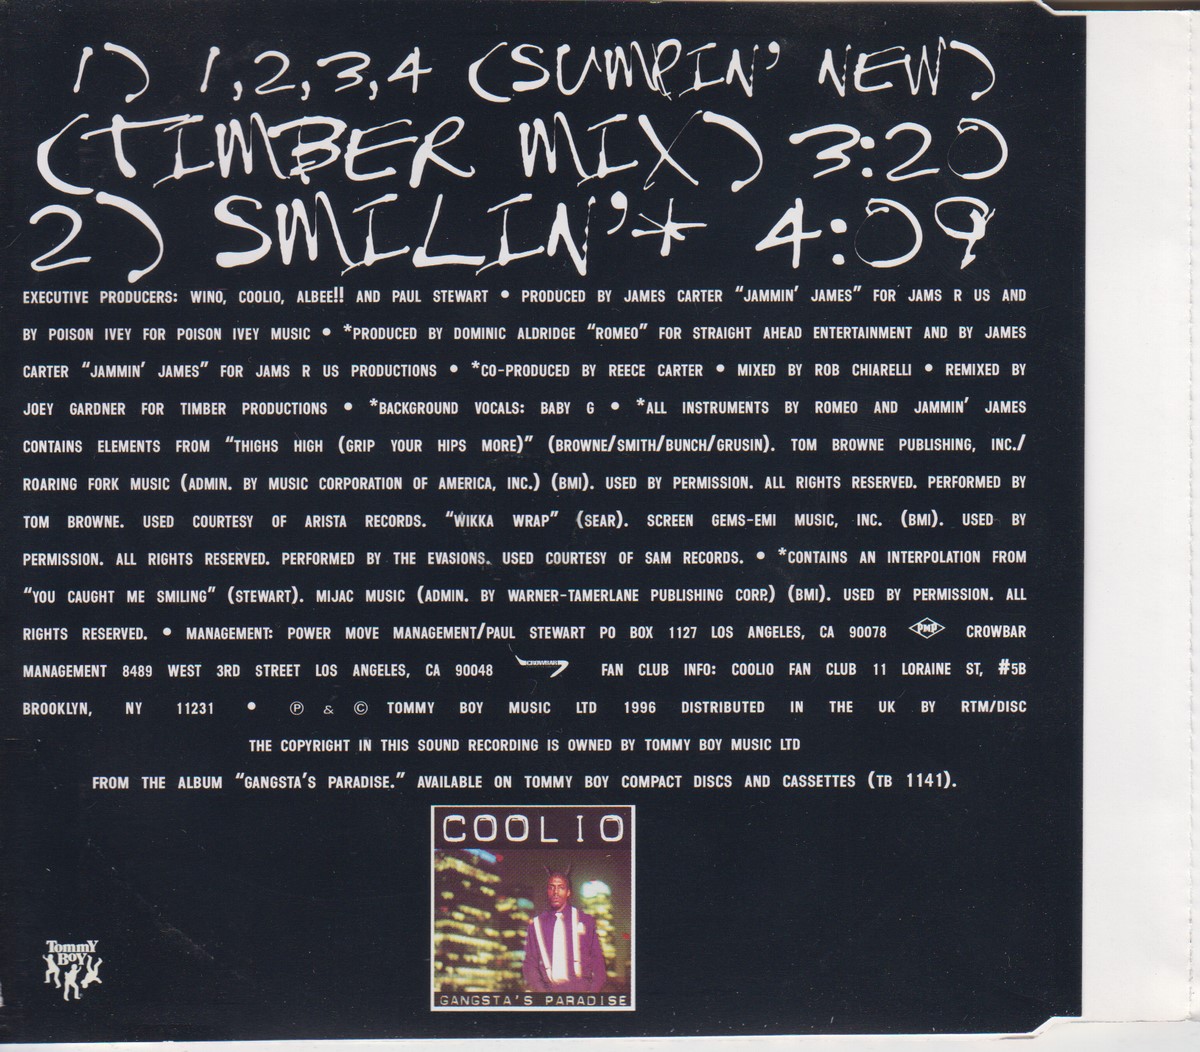 1) 1,2,3,4 (SUMPIN' NEW)
(TIMBER MIX) 3:20
2) SMILIN'* 4:09
EXECUTIVE PRODUCERS: WINO, COOLIO, ALBEE!! AND PAUL STEWART • PRODUCED BY JAMES CARTER "JAMMIN' JAMES" FOR JAMS R US AND
BY POISON IVEY FOR POISON IVEY MUSIC • *PRODUCED BY DOMINIC ALDRIDGE "ROMEO" FOR STRAIGHT AHEAD ENTERTAINMENT AND BY JAMES
CARTER "JAMMIN' JAMES" FOR JAMS R US PRODUCTIONS • *CO-PRODUCED BY REECE CARTER • MIXED BY ROB CHIARELLI • REMIXED BY
JOEY GARDNER FOR TIMBER PRODUCTIONS • *BACKGROUND VOCALS: BABY G • *ALL INSTRUMENTS BY ROMEO AND JAMMIN' JAMES
CONTAINS ELEMENTS FROM "THIGHS HIGH (GRIP YOUR HIPS MORE)" (BROWNE/SMITH/BUNCH/GRUSIN). TOM BROWNE PUBLISHING, INC./
ROARING FORK MUSIC (ADMIN. BY MUSIC CORPORATION OF AMERICA, INC.) (BMI). USED BY PERMISSION. ALL RIGHTS RESERVED. PERFORMED BY
TOM BROWNE. USED COURTESY OF ARISTA RECORDS. "WIKKA WRAP" (SEAR). SCREEN GEMS-EMI MUSIC, INC. (BMI). USED BY
PERMISSION. ALL RIGHTS RESERVED. PERFORMED BY THE EVASIONS. USED COURTESY OF SAM RECORDS. • *CONTAINS AN INTERPOLATION FROM
"YOU CAUGHT ME SMILING" (STEWART). MIJAC MUSIC (ADMIN. BY WARNER-TAMERLANE PUBLISHING CORP.) (BMI). USED BY PERMISSION. ALL
RIGHTS RESERVED. • MANAGEMENT: POWER MOVE MANAGEMENT/PAUL STEWART PO BOX 1127 LOS ANGELES, CA 90078 PMP CROWBAR
MANAGEMENT 8489 WEST 3RD STREET LOS ANGELES, CA 90048 CROWBAR FAN CLUB INFO: COOLIO FAN CLUB 11 LORAINE ST, #5B
BROOKLYN, NY 11231 • ℗ & © TOMMY BOY MUSIC LTD 1996 DISTRIBUTED IN THE UK BY RTM/DISC
THE COPYRIGHT IN THIS SOUND RECORDING IS OWNED BY TOMMY BOY MUSIC LTD
FROM THE ALBUM "GANGSTA'S PARADISE." AVAILABLE ON TOMMY BOY COMPACT DISCS AND CASSETTES (TB 1141).
COOLIO
GANGSTA'S PARADISE
Tommy
Boy